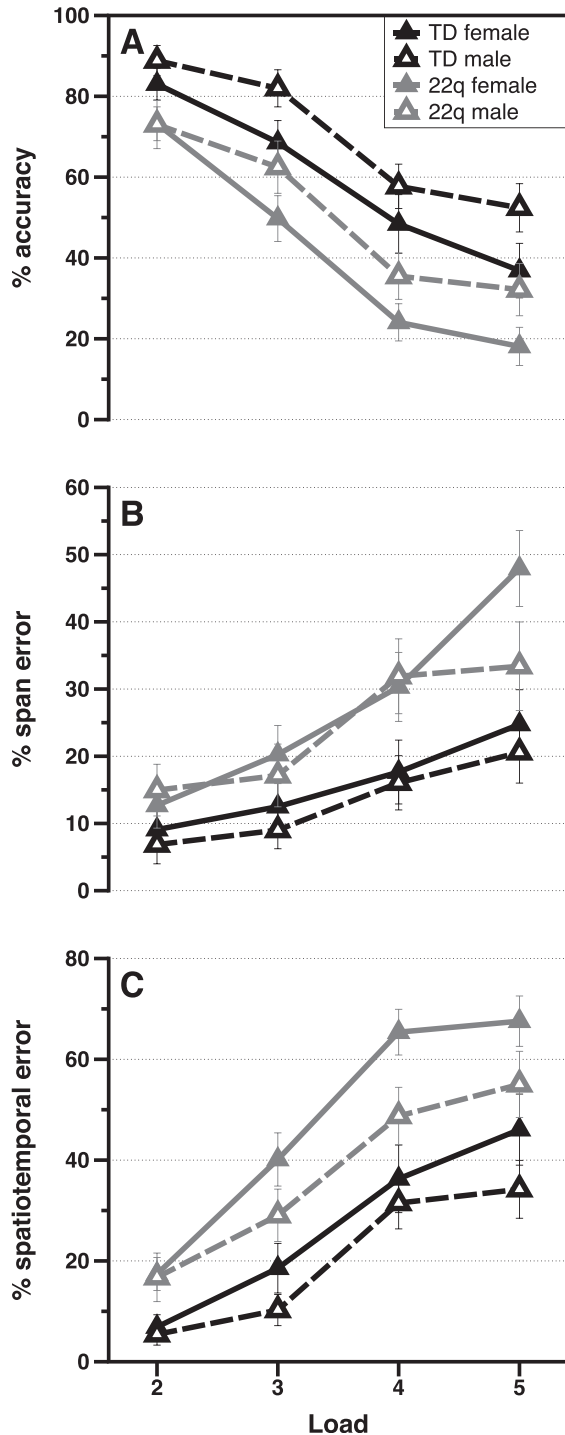 A
TD female
TD male
22q female
22q male
% accuracy
100
80
60
40
20
0
B
% span error
60
50
40
30
20
10
0
C
% spatiotemporal error
80
60
40
20
0
2 3 4 5
Load